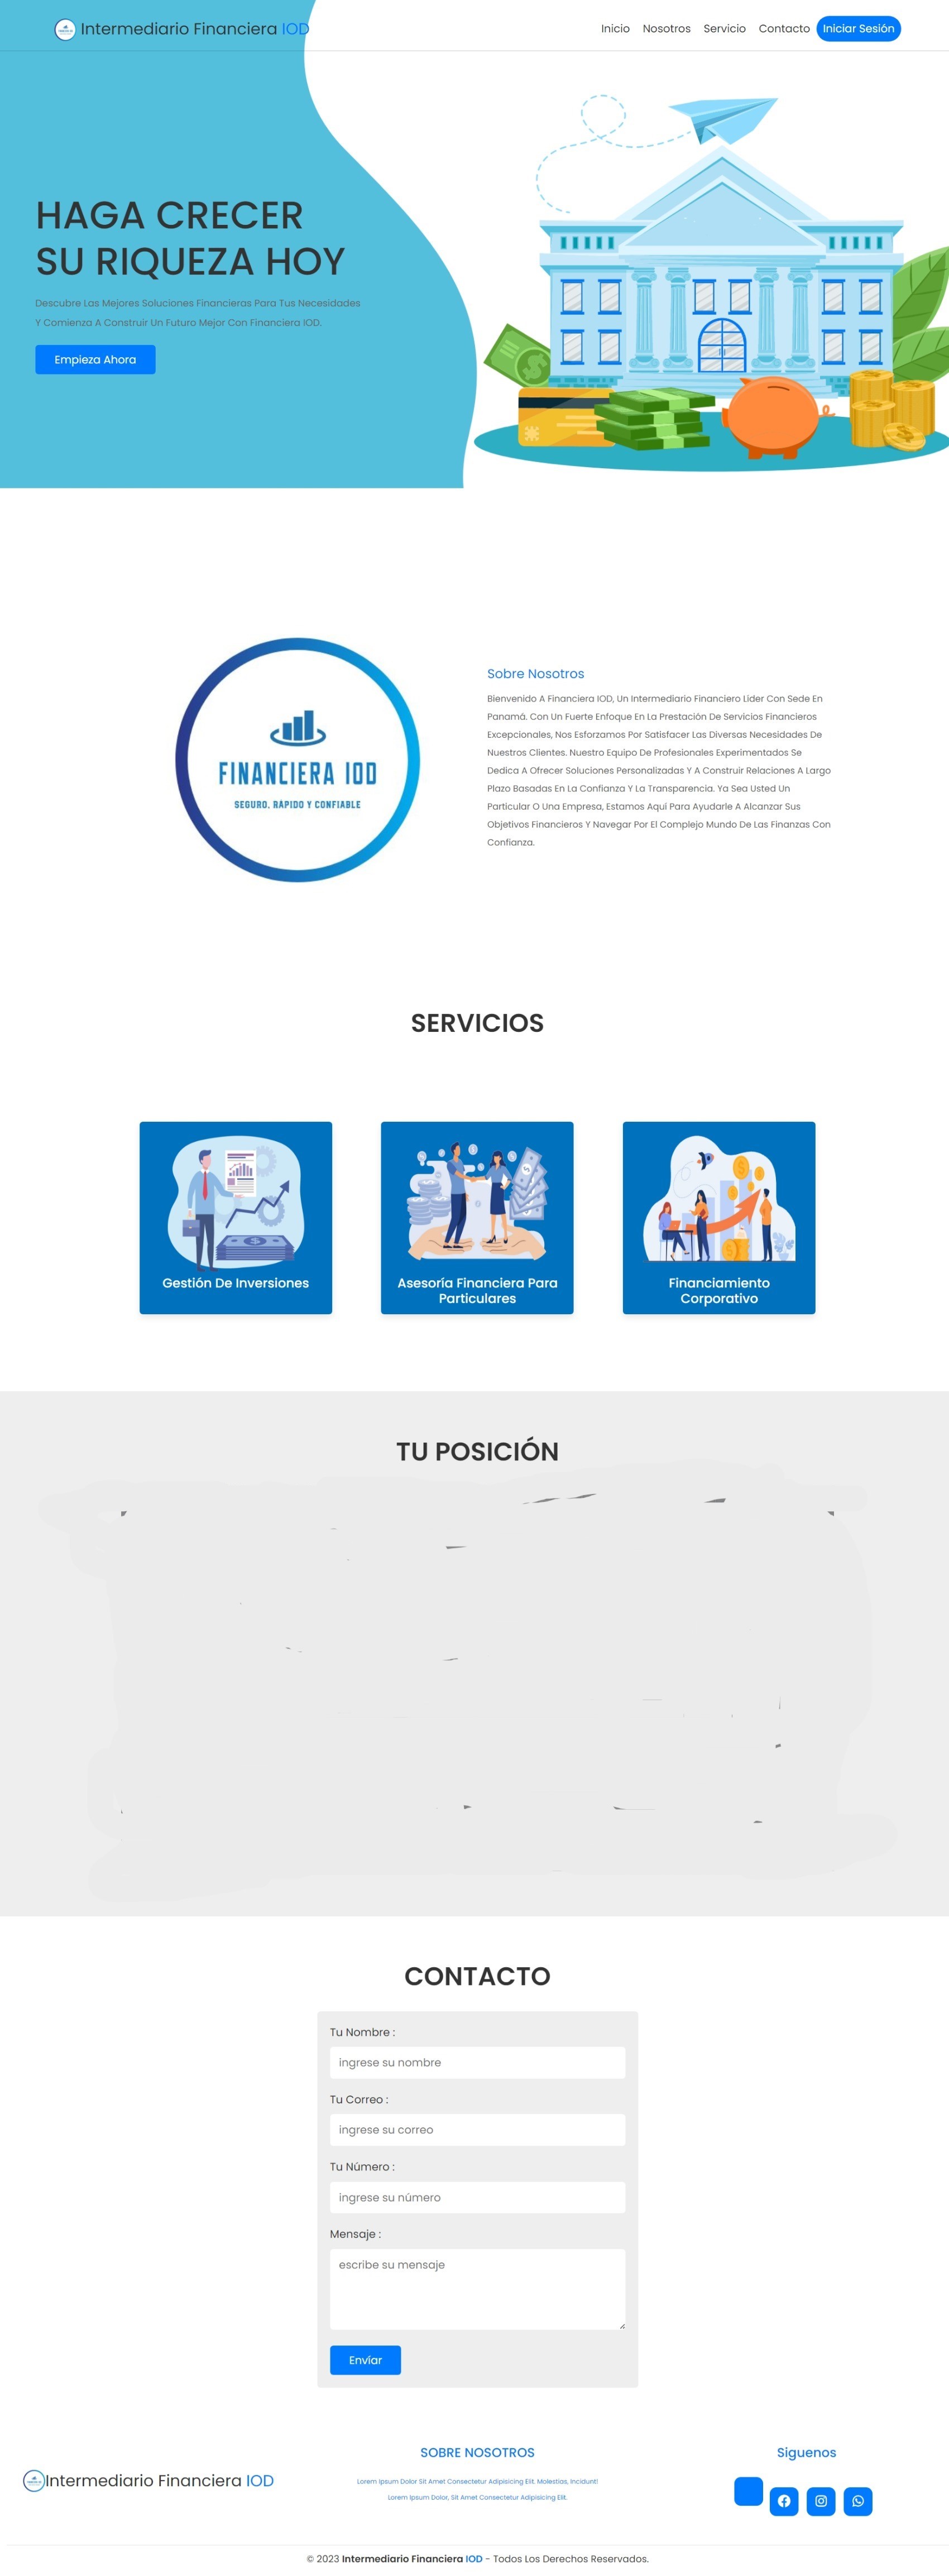 Intermediario Financiera IOD
Inicio Nosotros Servicio Contacto Iniciar Sesión
HAGA CRECER
SU RIQUEZA HOY
Descubre Las Mejores Soluciones Financieras Para Tus Necesidades
Y Comienza A Construir Un Futuro Mejor Con Financiera IOD.
Empieza Ahora
FINANCIERA IOD
SEGURO, RAPIDO Y CONFIABLE
Sobre Nosotros
Bienvenido A Financiera IOD, Un Intermediario Financiero Líder Con Sede En
Panamá. Con Un Fuerte Enfoque En La Prestación De Servicios Financieros
Excepcionales, Nos Esforzamos Por Satisfacer Las Diversas Necesidades De
Nuestros Clientes. Nuestro Equipo De Profesionales Experimentados Se
Dedica A Ofrecer Soluciones Personalizadas Y A Construir Relaciones A Largo
Plazo Basadas En La Confianza Y La Transparencia. Ya Sea Usted Un
Particular O Una Empresa, Estamos Aquí Para Ayudarle A Alcanzar Sus
Objetivos Financieros Y Navegar Por El Complejo Mundo De Las Finanzas Con
Confianza.
SERVICIOS
Gestión De Inversiones
Asesoría Financiera Para
Particulares
Financiamiento
Corporativo
TU POSICIÓN
CONTACTO
Tu Nombre :
ingrese su nombre
Tu Correo :
ingrese su correo
Tu Número :
ingrese su número
Mensaje :
escribe su mensaje
Envíar
Intermediario Financiera IOD
SOBRE NOSOTROS
Lorem Ipsum Dolor Sit Amet Consectetur Adipisicing Elit. Molestias, Incidunt!
Lorem Ipsum Dolor, Sit Amet Consectetur Adipisicing Elit.
Síguenos
© 2023 Intermediario Financiera IOD - Todos Los Derechos Reservados.